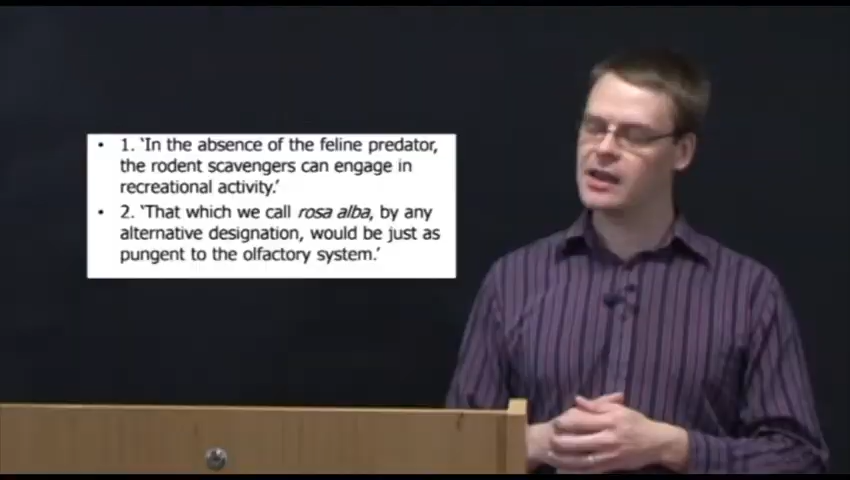 • 1. ‘In the absence of the feline predator,
the rodent scavengers can engage in
recreational activity.’
• 2. ‘That which we call rosa alba, by any
alternative designation, would be just as
pungent to the olfactory system.’